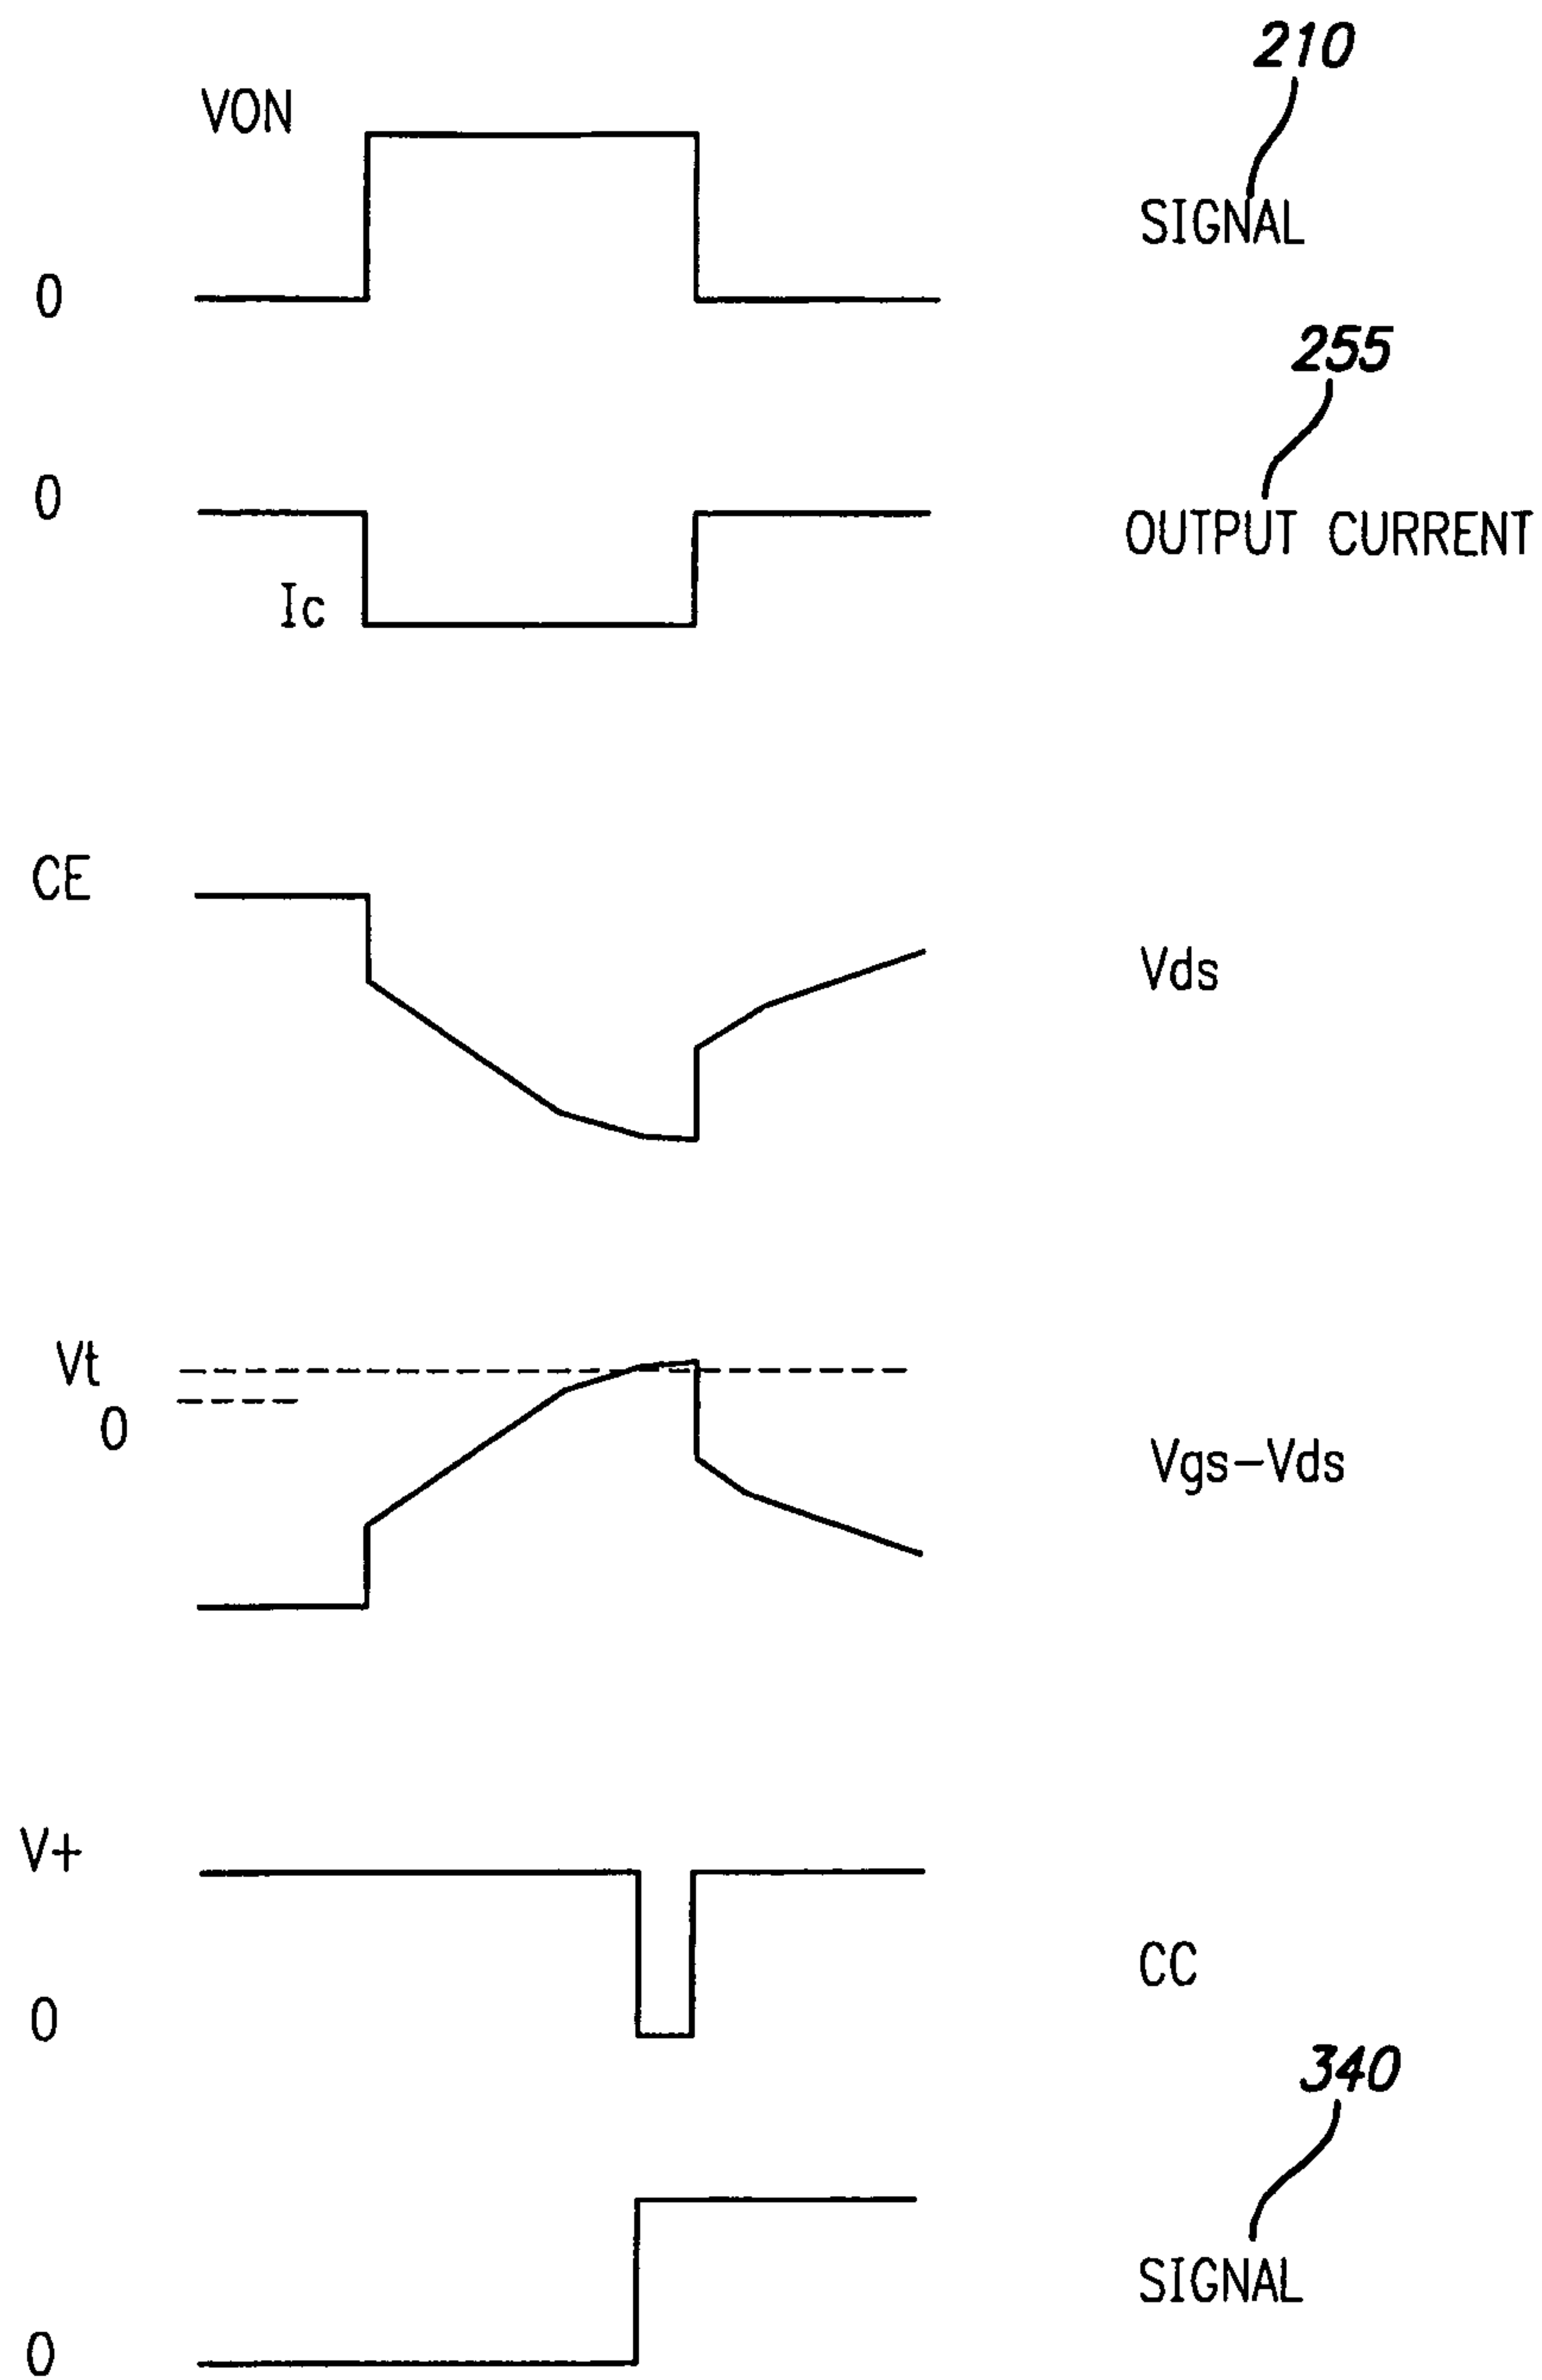 210
VON
SIGNAL
0
255
0
OUTPUT CURRENT
Ic
CE
Vds
Vt
0
Vgs-Vds
V+
CC
0
340
SIGNAL
0